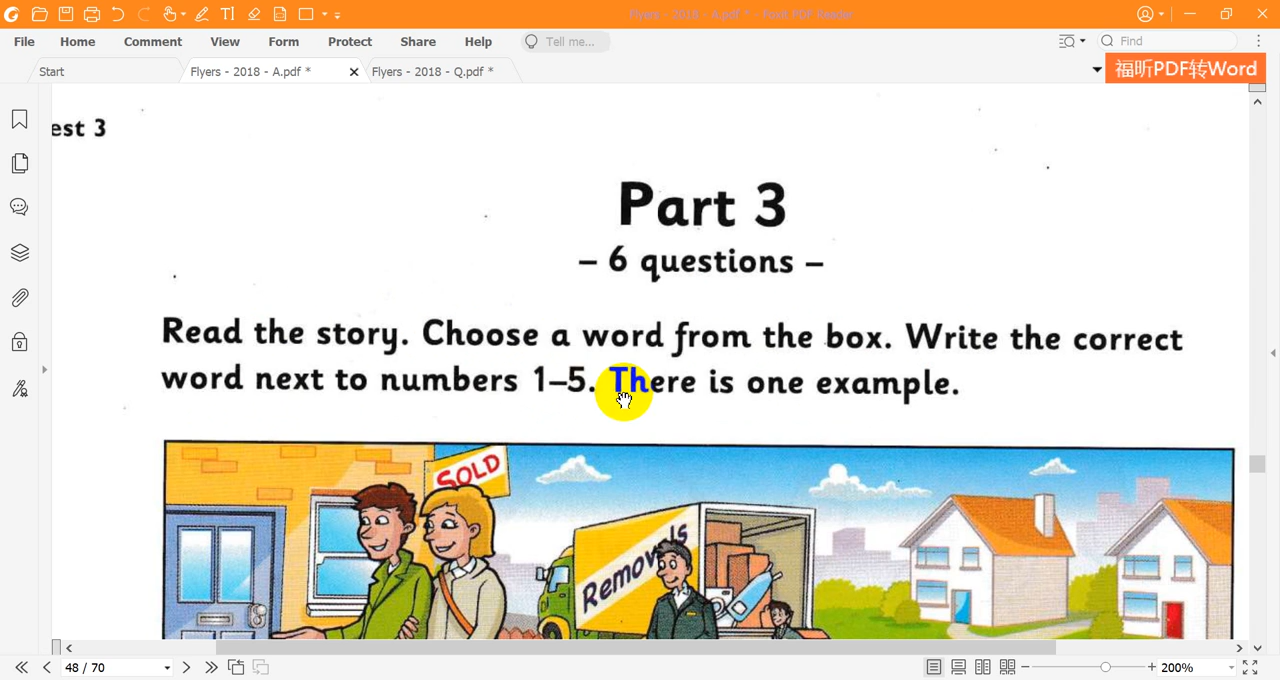 Flyers - 2018 - A.pdf * - Foxit PDF Reader
File Home Comment View Form Protect Share Help Tell me... Find
Start Flyers - 2018 - A.pdf * Flyers - 2018 - Q.pdf * 福昕PDF转Word
est 3
Part 3
– 6 questions –
Read the story. Choose a word from the box. Write the correct
word next to numbers 1–5. There is one example.
SOLD
Removals
48 / 70 200%